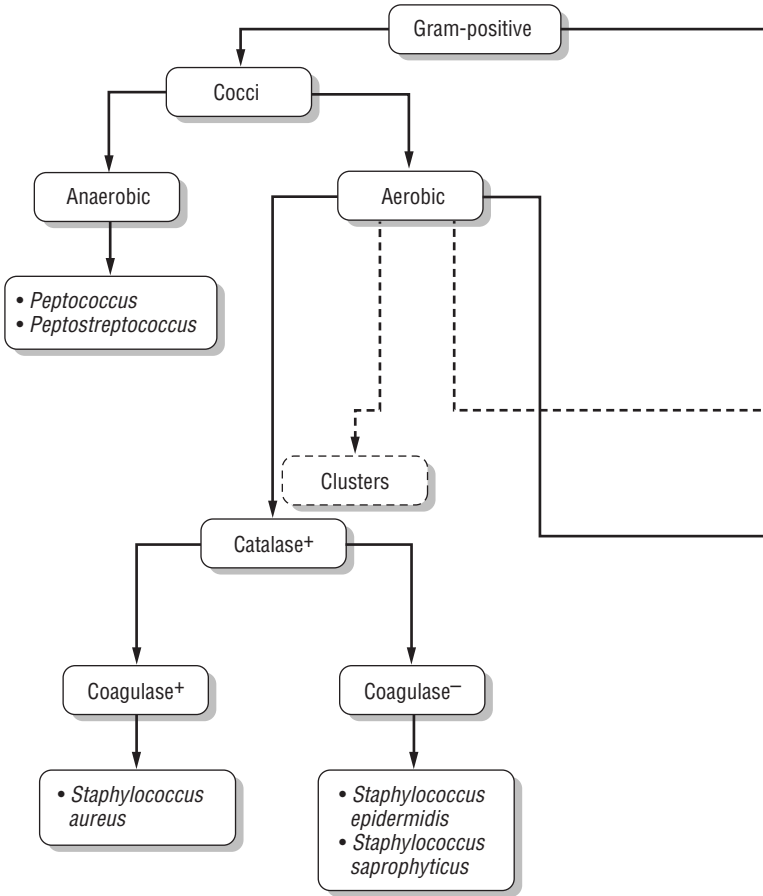 Gram-positive
Cocci
Anaerobic
Aerobic
• Peptococcus
• Peptostreptococcus
Clusters
Catalase+
Coagulase+
Coagulase–
• Staphylococcus
aureus
• Staphylococcus
epidermidis
• Staphylococcus
saprophyticus